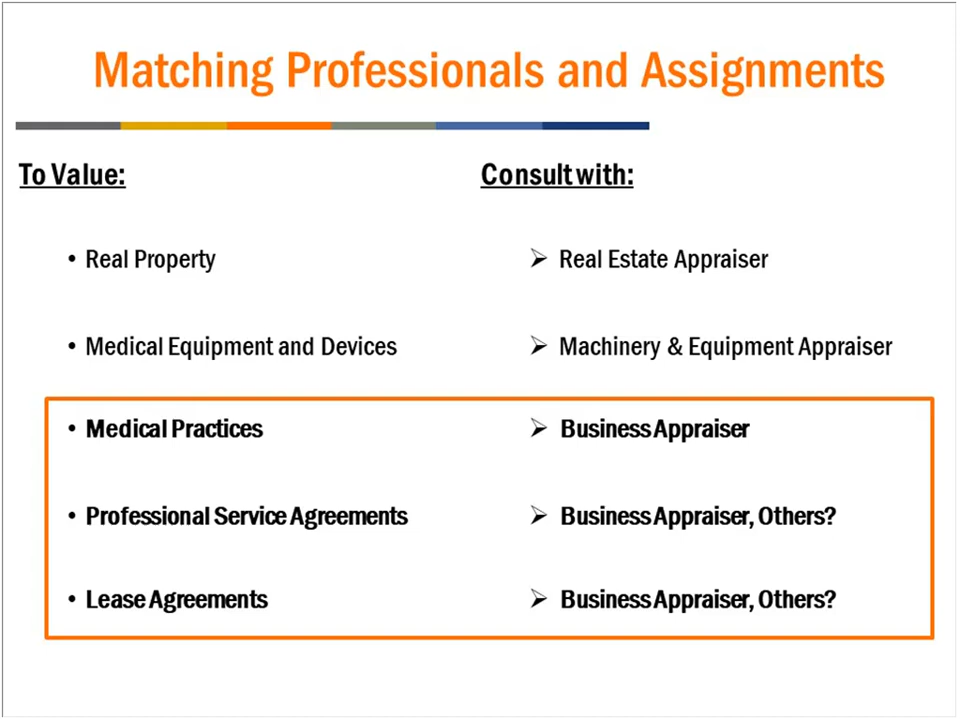 Matching Professionals and Assignments
To Value: Consult with:
• Real Property ➢ Real Estate Appraiser
• Medical Equipment and Devices ➢ Machinery & Equipment Appraiser
• Medical Practices ➢ Business Appraiser
• Professional Service Agreements ➢ Business Appraiser, Others?
• Lease Agreements ➢ Business Appraiser, Others?